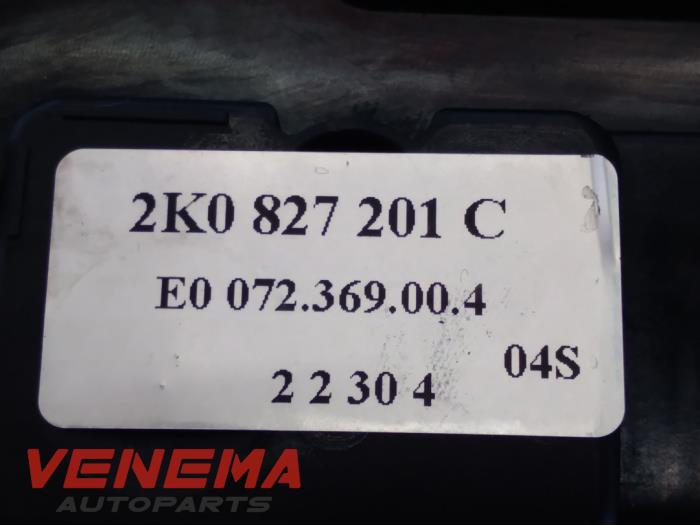 2K0 827 201 C
E0 072.369.00.4
04S
2 2 30 4
VENEMA
AUTOPARTS